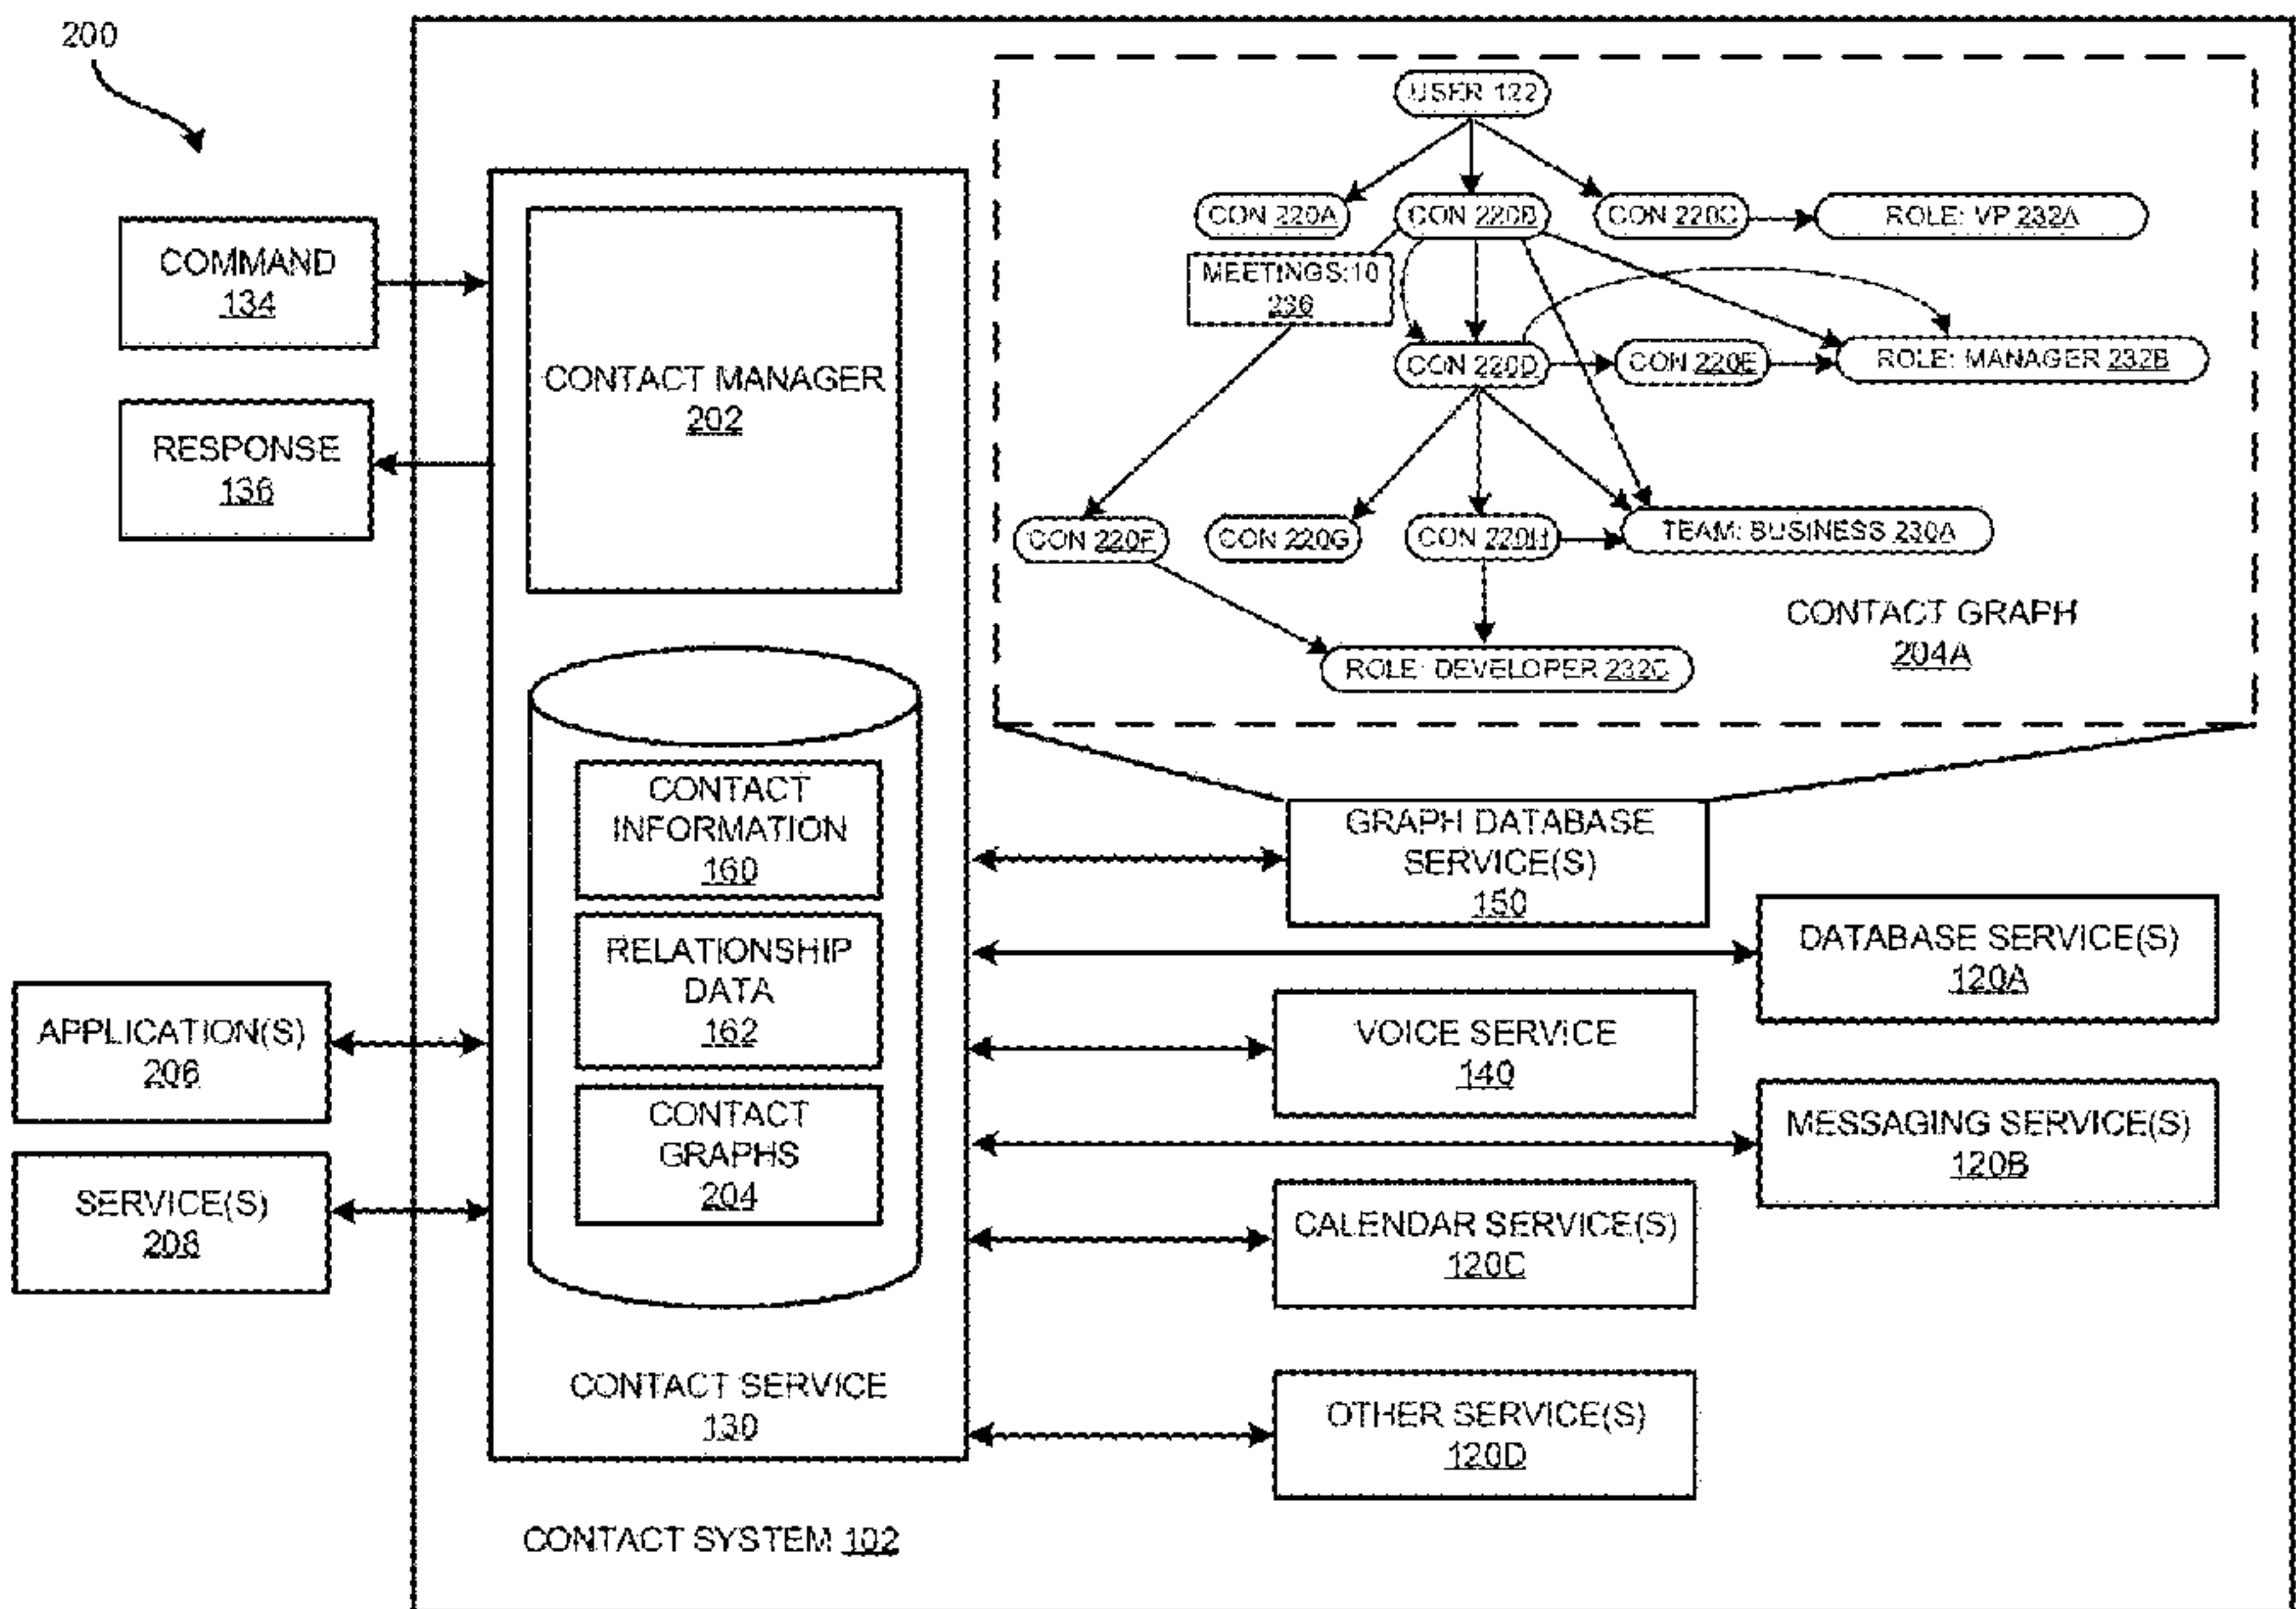 200
USER 122
CON 220A
CON 220B
CON 220C
ROLE: VP 232A
COMMAND
134
MEETINGS:10
236
CONTACT MANAGER
202
CON 220D
CON 220E
ROLE: MANAGER 232B
RESPONSE
136
CON 220F
CON 220G
CON 220H
TEAM: BUSINESS 230A
CONTACT GRAPH
204A
ROLE: DEVELOPER 232C
CONTACT
INFORMATION
160
GRAPH DATABASE
SERVICE(S)
150
RELATIONSHIP
DATA
162
DATABASE SERVICE(S)
120A
APPLICATION(S)
206
VOICE SERVICE
140
CONTACT
GRAPHS
204
MESSAGING SERVICE(S)
120B
SERVICE(S)
208
CALENDAR SERVICE(S)
120C
CONTACT SERVICE
130
OTHER SERVICE(S)
120D
CONTACT SYSTEM 102